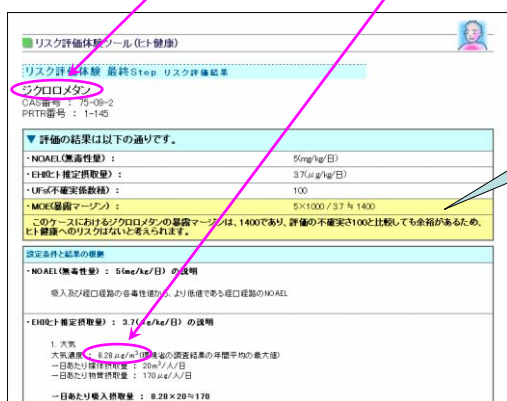 リスク評価体験ツール(ヒト健康)
リスク評価体験 最終Step リスク評価結果
ジクロロメタン
CAS番号 : 75-09-2
PRTR番号 : 1-145
▼ 評価の結果は以下の通りです。
・NOAEL(無毒性量) : 5(mg/kg/日)
・EHI(ヒト推定摂取量) : 3.7(μg/kg/日)
・UFs(不確実係数積) : 100
・MOE(暴露マージン) : 5×1000 / 3.7 ≒ 1400
このケースにおけるジクロロメタンの暴露マージンは、1400であり、評価の不確実さ100と比較しても余裕があるため、
ヒト健康へのリスクはないと考えられます。
設定条件と結果の根拠
・NOAEL(無毒性量) : 5(mg/kg/日) の説明
吸入及び経口経路の各毒性値から、より低値である経口経路のNOAEL
・EHI(ヒト推定摂取量) : 3.7(μg/kg/日) の説明
1. 大気
大気濃度 : 8.28μg/m³(環境省の調査結果の年間平均の最大値)
一日あたり媒体摂取量 : 20m³/人/日
一日あたり物質摂取量 : 170μg/人/日
一日あたり吸入摂取量 : 8.28×20≒170